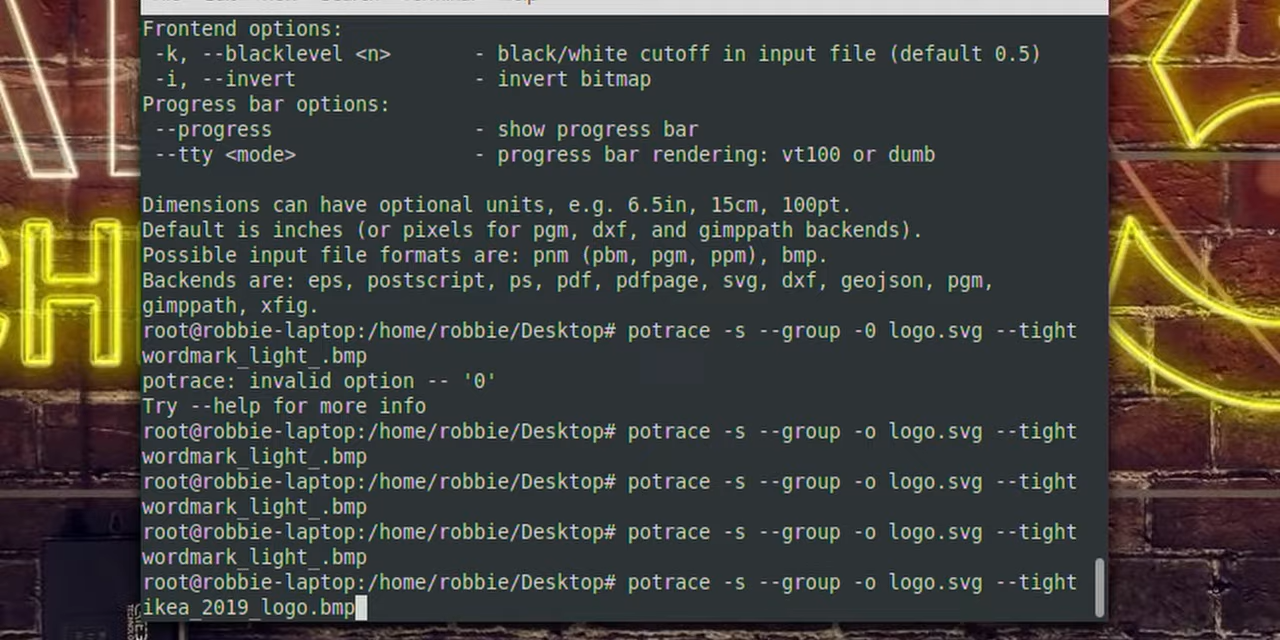 Frontend options:
-k, --blacklevel <n> - black/white cutoff in input file (default 0.5)
-i, --invert - invert bitmap
Progress bar options:
--progress - show progress bar
--tty <mode> - progress bar rendering: vt100 or dumb
Dimensions can have optional units, e.g. 6.5in, 15cm, 100pt.
Default is inches (or pixels for pgm, dxf, and gimppath backends).
Possible input file formats are: pnm (pbm, pgm, ppm), bmp.
Backends are: eps, postscript, ps, pdf, pdfpage, svg, dxf, geojson, pgm,
gimppath, xfig.
root@robbie-laptop:/home/robbie/Desktop# potrace -s --group -0 logo.svg --tight
wordmark_light_.bmp
potrace: invalid option -- '0'
Try --help for more info
root@robbie-laptop:/home/robbie/Desktop# potrace -s --group -o logo.svg --tight
wordmark_light_.bmp
root@robbie-laptop:/home/robbie/Desktop# potrace -s --group -o logo.svg --tight
wordmark_light_.bmp
root@robbie-laptop:/home/robbie/Desktop# potrace -s --group -o logo.svg --tight
wordmark_light_.bmp
root@robbie-laptop:/home/robbie/Desktop# potrace -s --group -o logo.svg --tight
ikea_2019_logo.bmp